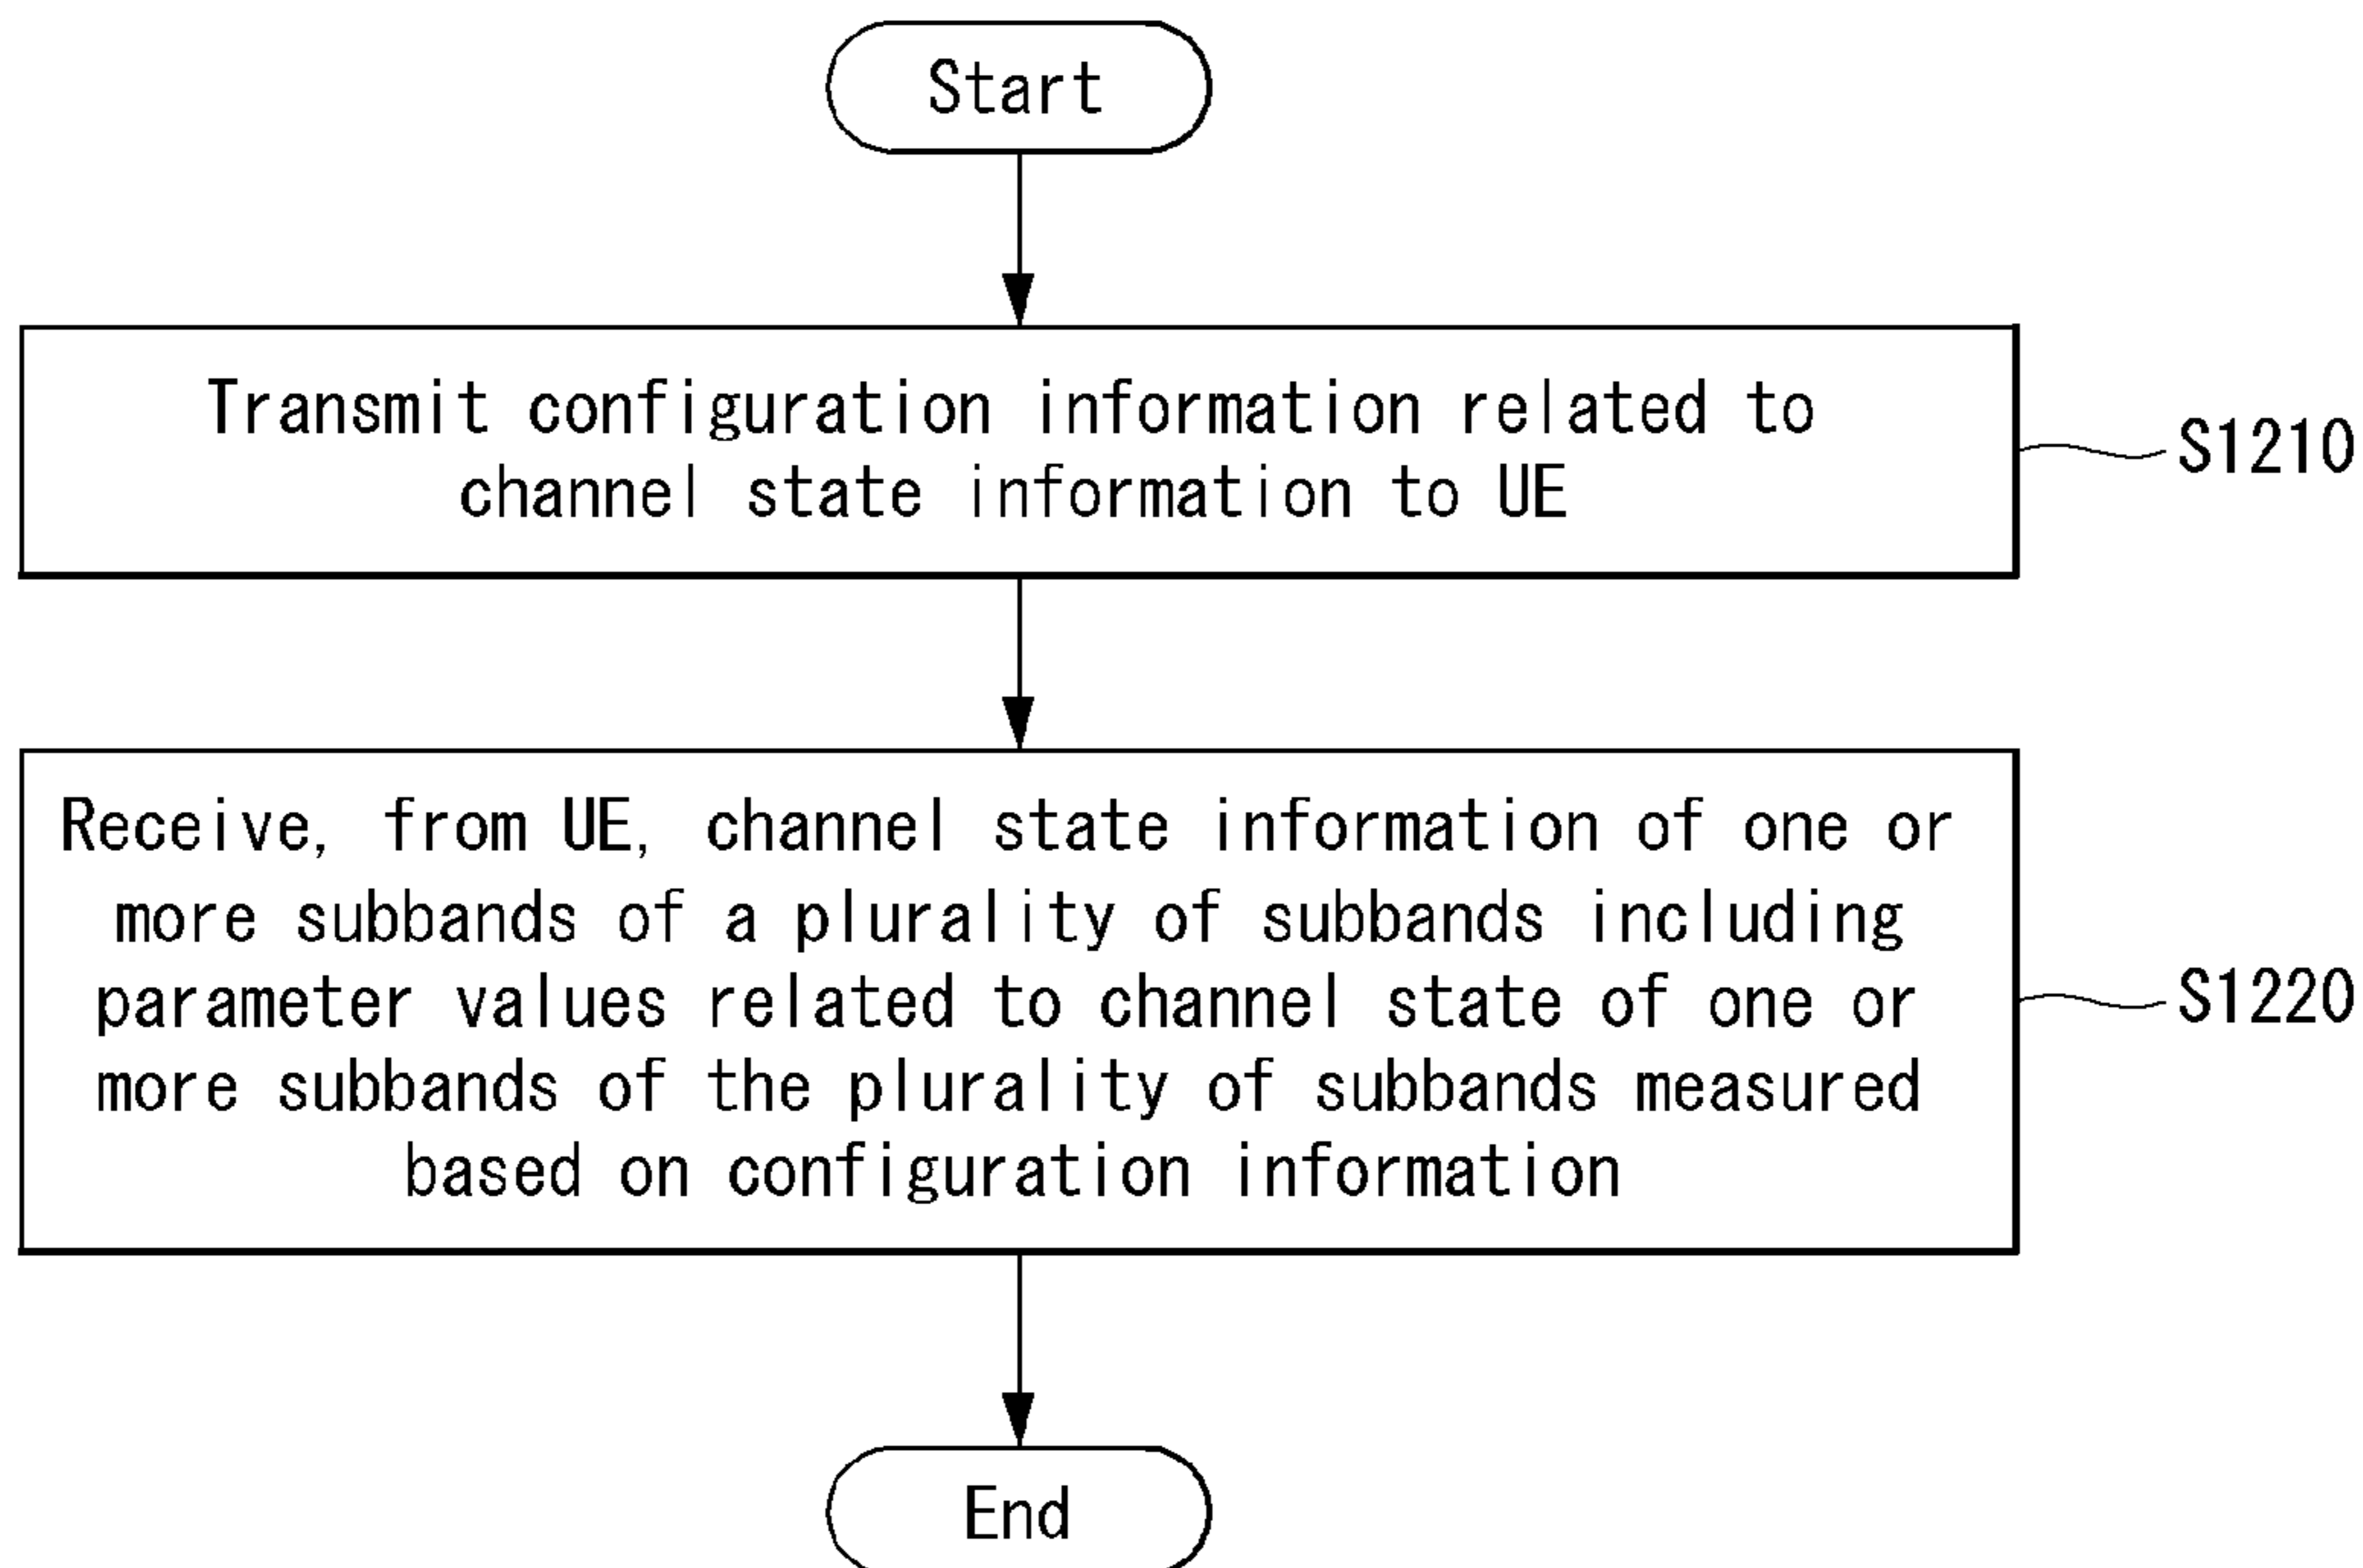 Start
Transmit configuration information related to
channel state information to UE
S1210
Receive, from UE, channel state information of one or
more subbands of a plurality of subbands including
parameter values related to channel state of one or
more subbands of the plurality of subbands measured
based on configuration information
S1220
End